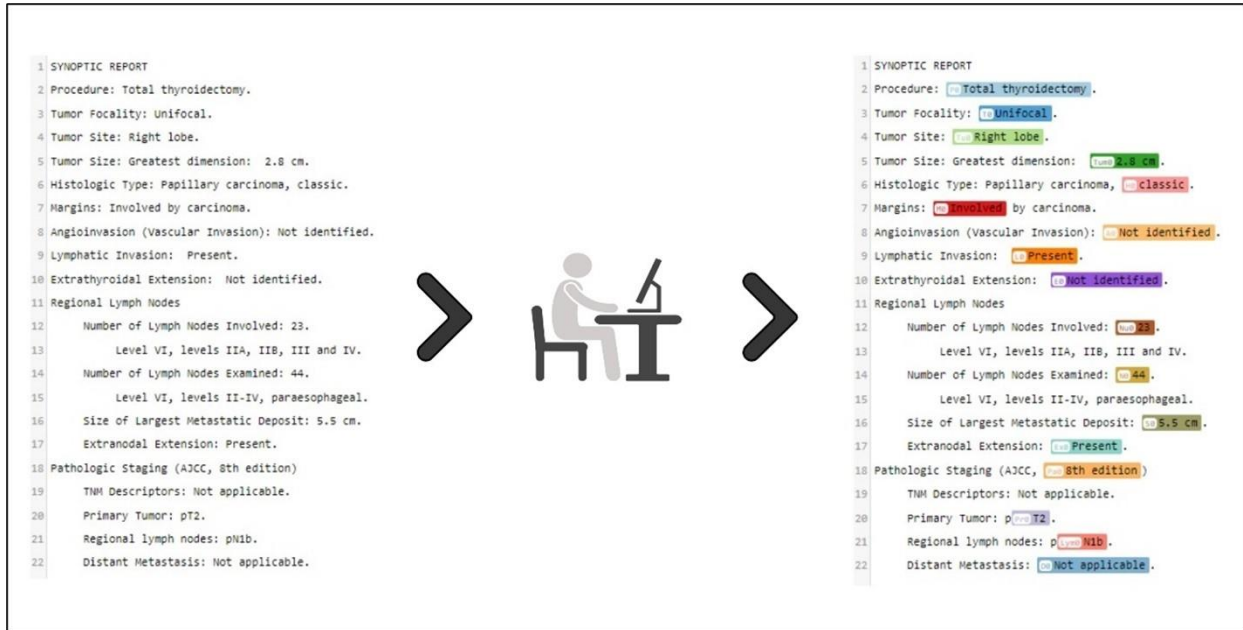 1 SYNOPTIC REPORT
2 Procedure: Total thyroidectomy.
3 Tumor Focality: Unifocal.
4 Tumor Site: Right lobe.
5 Tumor Size: Greatest dimension:  2.8 cm.
6 Histologic Type: Papillary carcinoma, classic.
7 Margins: Involved by carcinoma.
8 Angioinvasion (Vascular Invasion): Not identified.
9 Lymphatic Invasion:  Present.
10 Extrathyroidal Extension:  Not identified.
11 Regional Lymph Nodes
12 Number of Lymph Nodes Involved: 23.
13 Level VI, levels IIA, IIB, III and IV.
14 Number of Lymph Nodes Examined: 44.
15 Level VI, levels II-IV, paraesophageal.
16 Size of Largest Metastatic Deposit: 5.5 cm.
17 Extranodal Extension: Present.
18 Pathologic Staging (AJCC, 8th edition)
19 TNM Descriptors: Not applicable.
20 Primary Tumor: pT2.
21 Regional lymph nodes: pN1b.
22 Distant Metastasis: Not applicable.
1 SYNOPTIC REPORT
2 Procedure: Total thyroidectomy.
3 Tumor Focality: Unifocal.
4 Tumor Site: Right lobe.
5 Tumor Size: Greatest dimension: Tum0 2.8 cm.
6 Histologic Type: Papillary carcinoma, classic.
7 Margins: Involved by carcinoma.
8 Angioinvasion (Vascular Invasion): Not identified.
9 Lymphatic Invasion: Present.
10 Extrathyroidal Extension: Not identified.
11 Regional Lymph Nodes
12 Number of Lymph Nodes Involved: Nu0 23.
13 Level VI, levels IIA, IIB, III and IV.
14 Number of Lymph Nodes Examined: 44.
15 Level VI, levels II-IV, paraesophageal.
16 Size of Largest Metastatic Deposit: 5.5 cm.
17 Extranodal Extension: Present.
18 Pathologic Staging (AJCC, 8th edition)
19 TNM Descriptors: Not applicable.
20 Primary Tumor: p T2.
21 Regional lymph nodes: p Lym0 N1b.
22 Distant Metastasis: Not applicable.